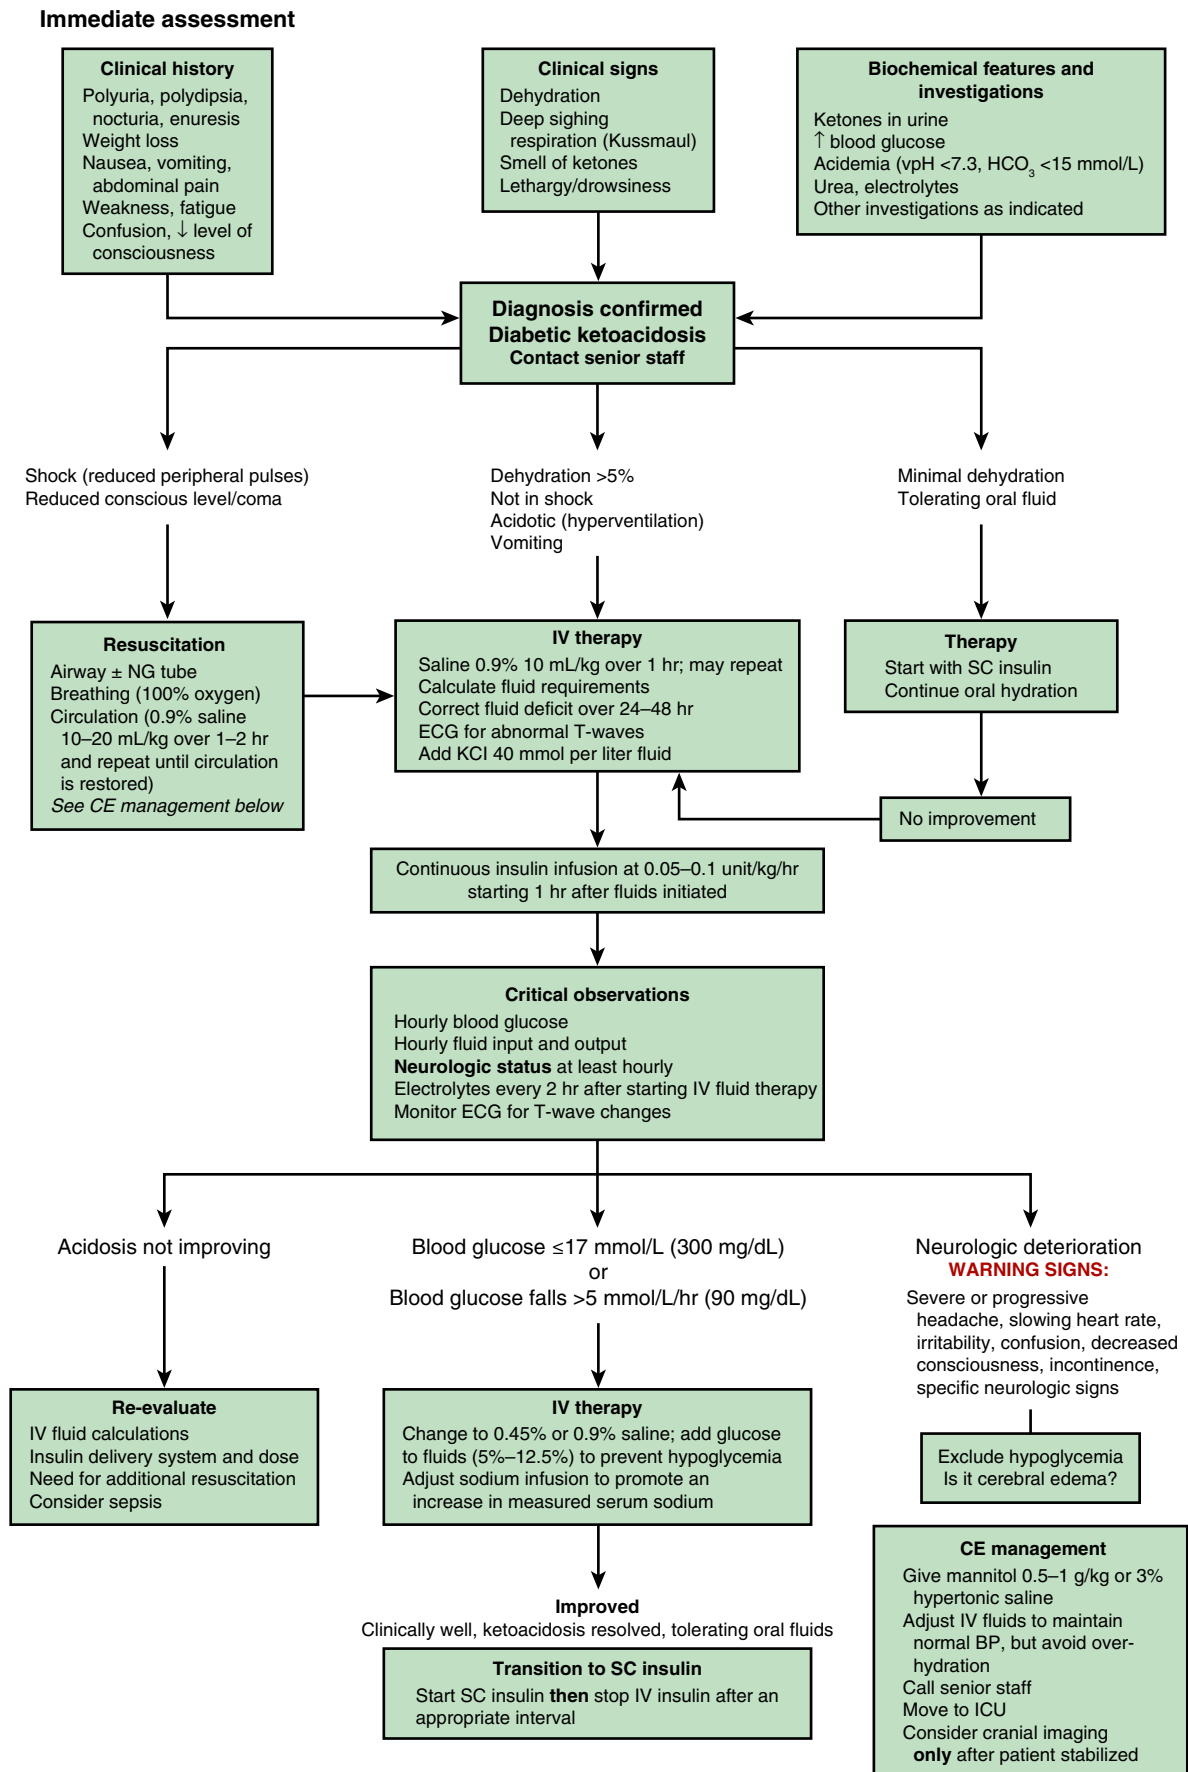 Immediate assessment
Clinical history
Polyuria, polydipsia,
nocturia, enuresis
Weight loss
Nausea, vomiting,
abdominal pain
Weakness, fatigue
Confusion, ↓ level of
consciousness
Clinical signs
Dehydration
Deep sighing
respiration (Kussmaul)
Smell of ketones
Lethargy/drowsiness
Biochemical features and
investigations
Ketones in urine
↑ blood glucose
Acidemia (vpH <7.3, HCO3 <15 mmol/L)
Urea, electrolytes
Other investigations as indicated
Diagnosis confirmed
Diabetic ketoacidosis
Contact senior staff
Shock (reduced peripheral pulses)
Reduced conscious level/coma
Dehydration >5%
Not in shock
Acidotic (hyperventilation)
Vomiting
Minimal dehydration
Tolerating oral fluid
Resuscitation
Airway ± NG tube
Breathing (100% oxygen)
Circulation (0.9% saline
10–20 mL/kg over 1–2 hr
and repeat until circulation
is restored)
See CE management below
IV therapy
Saline 0.9% 10 mL/kg over 1 hr; may repeat
Calculate fluid requirements
Correct fluid deficit over 24–48 hr
ECG for abnormal T-waves
Add KCI 40 mmol per liter fluid
Therapy
Start with SC insulin
Continue oral hydration
No improvement
Continuous insulin infusion at 0.05–0.1 unit/kg/hr
starting 1 hr after fluids initiated
Critical observations
Hourly blood glucose
Hourly fluid input and output
Neurologic status at least hourly
Electrolytes every 2 hr after starting IV fluid therapy
Monitor ECG for T-wave changes
Acidosis not improving
Blood glucose ≤17 mmol/L (300 mg/dL)
or
Blood glucose falls >5 mmol/L/hr (90 mg/dL)
Neurologic deterioration
WARNING SIGNS:
Severe or progressive
headache, slowing heart rate,
irritability, confusion, decreased
consciousness, incontinence,
specific neurologic signs
Re-evaluate
IV fluid calculations
Insulin delivery system and dose
Need for additional resuscitation
Consider sepsis
IV therapy
Change to 0.45% or 0.9% saline; add glucose
to fluids (5%–12.5%) to prevent hypoglycemia
Adjust sodium infusion to promote an
increase in measured serum sodium
Exclude hypoglycemia
Is it cerebral edema?
Improved
Clinically well, ketoacidosis resolved, tolerating oral fluids
Transition to SC insulin
Start SC insulin then stop IV insulin after an
appropriate interval
CE management
Give mannitol 0.5–1 g/kg or 3%
hypertonic saline
Adjust IV fluids to maintain
normal BP, but avoid over-
hydration
Call senior staff
Move to ICU
Consider cranial imaging
only after patient stabilized